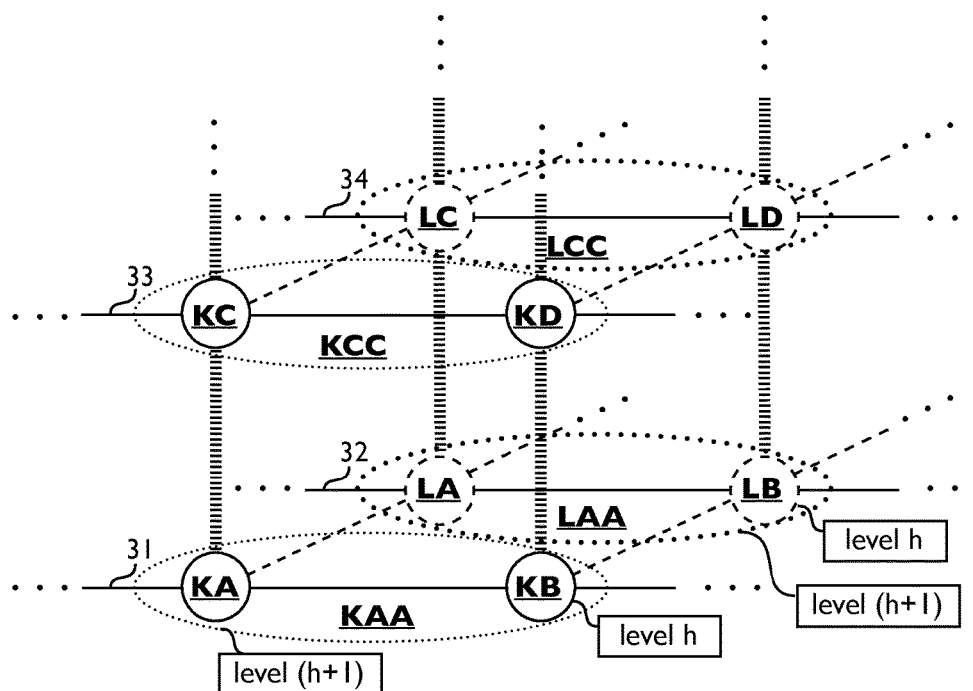 34
LC
LD
LCC
33
KC
KD
KCC
32
LA
LB
LAA
level h
31
KA
KB
level (h+1)
KAA
level h
level (h+1)